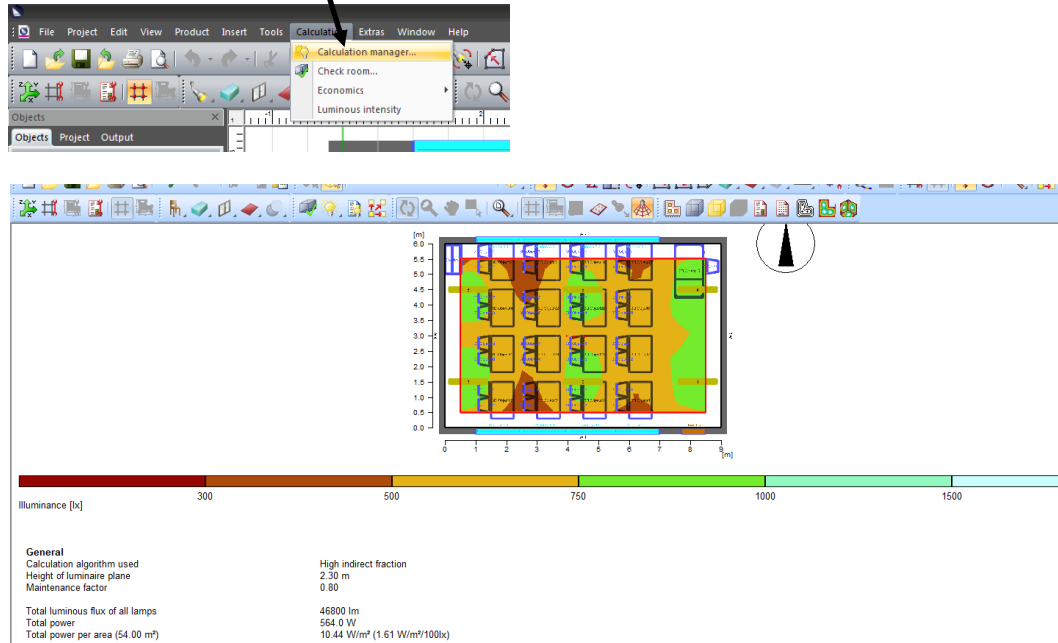 File Project Edit View Product Insert Tools Calculation Extras Window Help
Calculation manager...
Check room...
Economics
Luminous intensity
Objects ×
Objects Project Output
[m]
6.0
5.5
5.0
4.5
4.0
3.5
3.0
2.5
2.0
1.5
1.0
0.5
0.0
0 1 2 3 4 5 6 7 8 9
[m]
300 500 750 1000 1500
Illuminance [lx]
General
Calculation algorithm used High indirect fraction
Height of luminaire plane 2.30 m
Maintenance factor 0.80
Total luminous flux of all lamps 46800 lm
Total power 564.0 W
Total power per area (54.00 m²) 10.44 W/m² (1.61 W/m²/100lx)